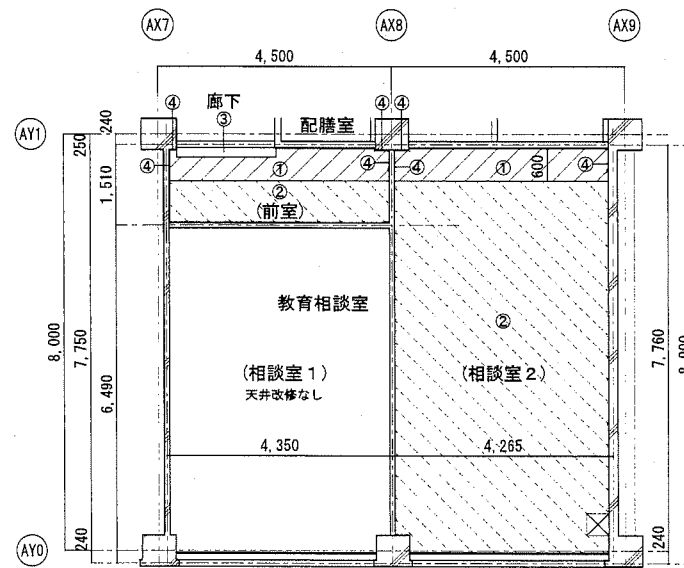 AX7 AX8 AX9
4,500 4,500
④ 廊下 ④ ④
③ 配膳室
AY1
240
250
④ ① ④ ④ ① 600 ④
1,510
②
(前室)
教育相談室
②
8,000
7,750
6,490
7,760
(相談室1) (相談室2)
天井改修なし
4,350 4,265
AY0
240 240